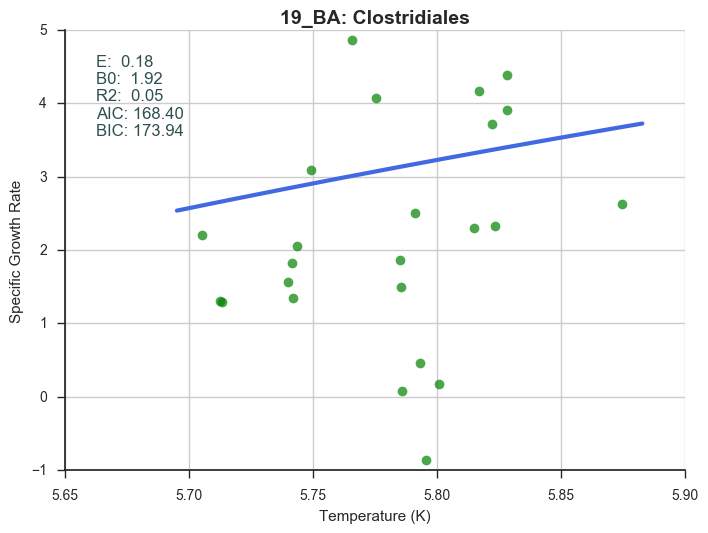 19_BA: Clostridiales
E:  0.18
B0:  1.92
R2:  0.05
AIC: 168.40
BIC: 173.94
Specific Growth Rate
5
4
3
2
1
0
−1
5.65 5.70 5.75 5.80 5.85 5.90
Temperature (K)